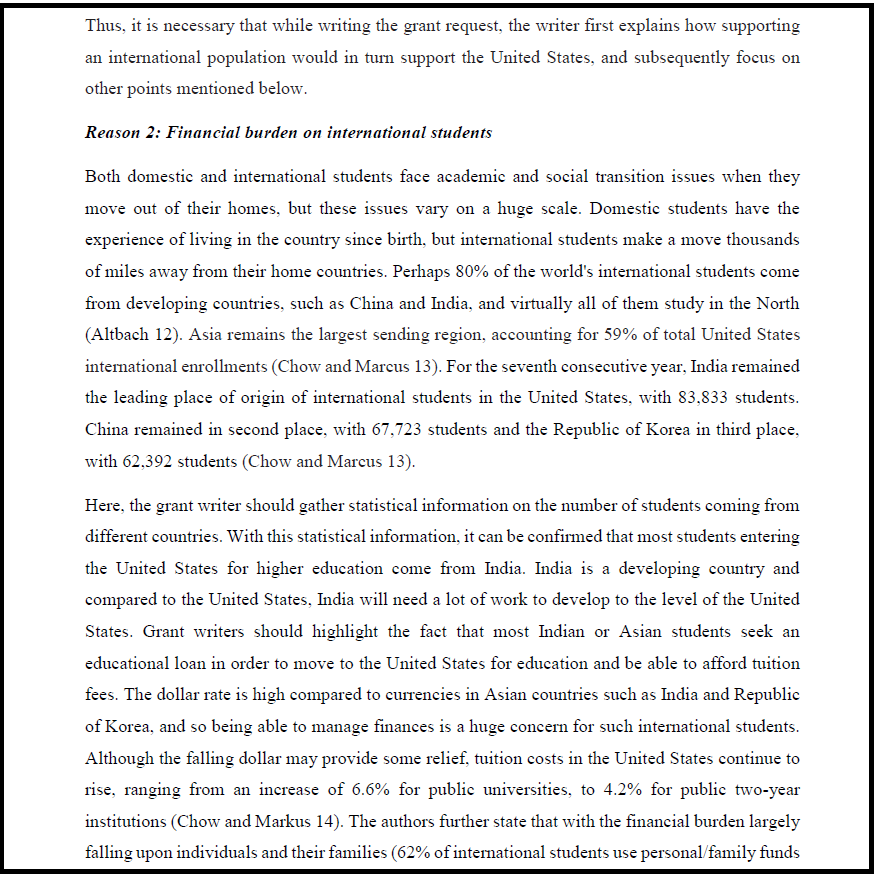 Thus, it is necessary that while writing the grant request, the writer first explains how supporting
an international population would in turn support the United States, and subsequently focus on
other points mentioned below.
Reason 2: Financial burden on international students
Both domestic and international students face academic and social transition issues when they
move out of their homes, but these issues vary on a huge scale. Domestic students have the
experience of living in the country since birth, but international students make a move thousands
of miles away from their home countries. Perhaps 80% of the world's international students come
from developing countries, such as China and India, and virtually all of them study in the North
(Altbach 12). Asia remains the largest sending region, accounting for 59% of total United States
international enrollments (Chow and Marcus 13). For the seventh consecutive year, India remained
the leading place of origin of international students in the United States, with 83,833 students.
China remained in second place, with 67,723 students and the Republic of Korea in third place,
with 62,392 students (Chow and Marcus 13).
Here, the grant writer should gather statistical information on the number of students coming from
different countries. With this statistical information, it can be confirmed that most students entering
the United States for higher education come from India. India is a developing country and
compared to the United States, India will need a lot of work to develop to the level of the United
States. Grant writers should highlight the fact that most Indian or Asian students seek an
educational loan in order to move to the United States for education and be able to afford tuition
fees. The dollar rate is high compared to currencies in Asian countries such as India and Republic
of Korea, and so being able to manage finances is a huge concern for such international students.
Although the falling dollar may provide some relief, tuition costs in the United States continue to
rise, ranging from an increase of 6.6% for public universities, to 4.2% for public two-year
institutions (Chow and Markus 14). The authors further state that with the financial burden largely
falling upon individuals and their families (62% of international students use personal/family funds